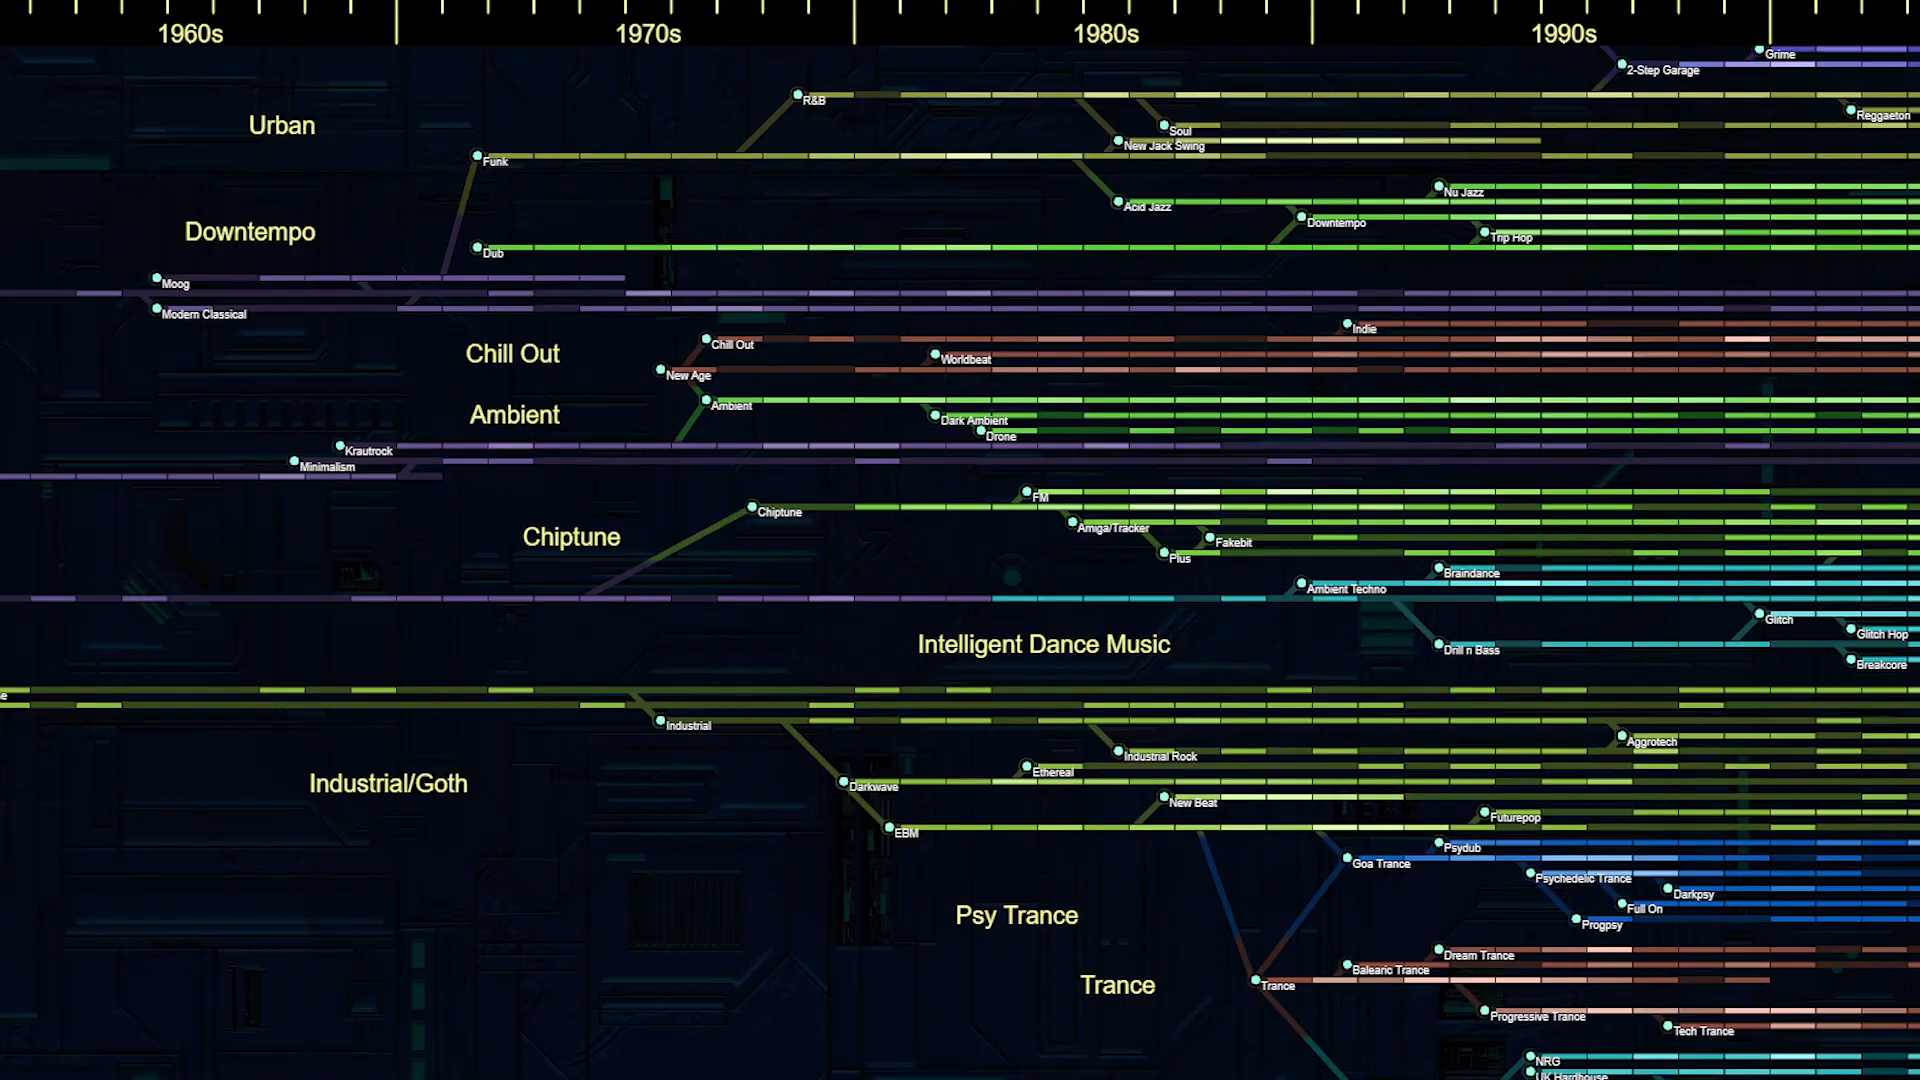 1960s 1970s 1980s 1990s
Grime
2-Step Garage
R&B
Reggaeton
Urban
Soul
New Jack Swing
Funk
Nu Jazz
Acid Jazz
Downtempo
Downtempo
Trip Hop
Dub
Moog
Modern Classical
Indie
Chill Out
Chill Out
Worldbeat
New Age
Ambient
Ambient
Dark Ambient
Drone
Krautrock
Minimalism
FM
Chiptune
Amiga/Tracker
Chiptune
Fakebit
Plus
Braindance
Ambient Techno
Glitch
Glitch Hop
Intelligent Dance Music
Drill n Bass
Breakcore
e
Industrial
Aggrotech
Industrial Rock
Ethereal
Industrial/Goth
Darkwave
New Beat
Futurepop
EBM
Psydub
Goa Trance
Psychedelic Trance
Darkpsy
Full On
Psy Trance
Progpsy
Dream Trance
Balearic Trance
Trance
Trance
Progressive Trance
Tech Trance
NRG
UK Hardhouse